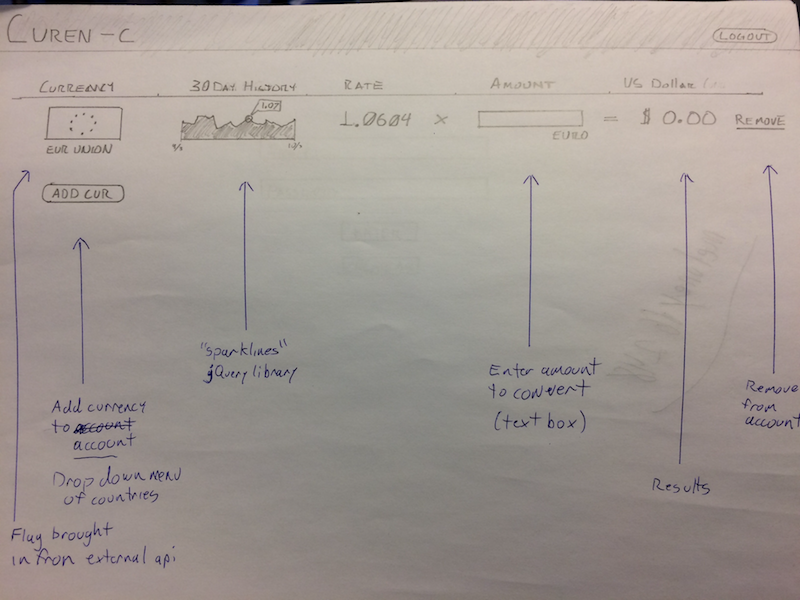 CUREN-C
LOGOUT
CURRENCY 30 DAY HISTORY RATE AMOUNT US Dollar
1.07
1.0604 × = $ 0.00 REMOVE
EUR UNION EURO
ADD CUR
"sparklines"
jQuery library
Enter amount
to convert
(text box)
Remove
from
account
Add currency
to account
account
Drop down menu
of countries
Results
Flag brought
in from external api